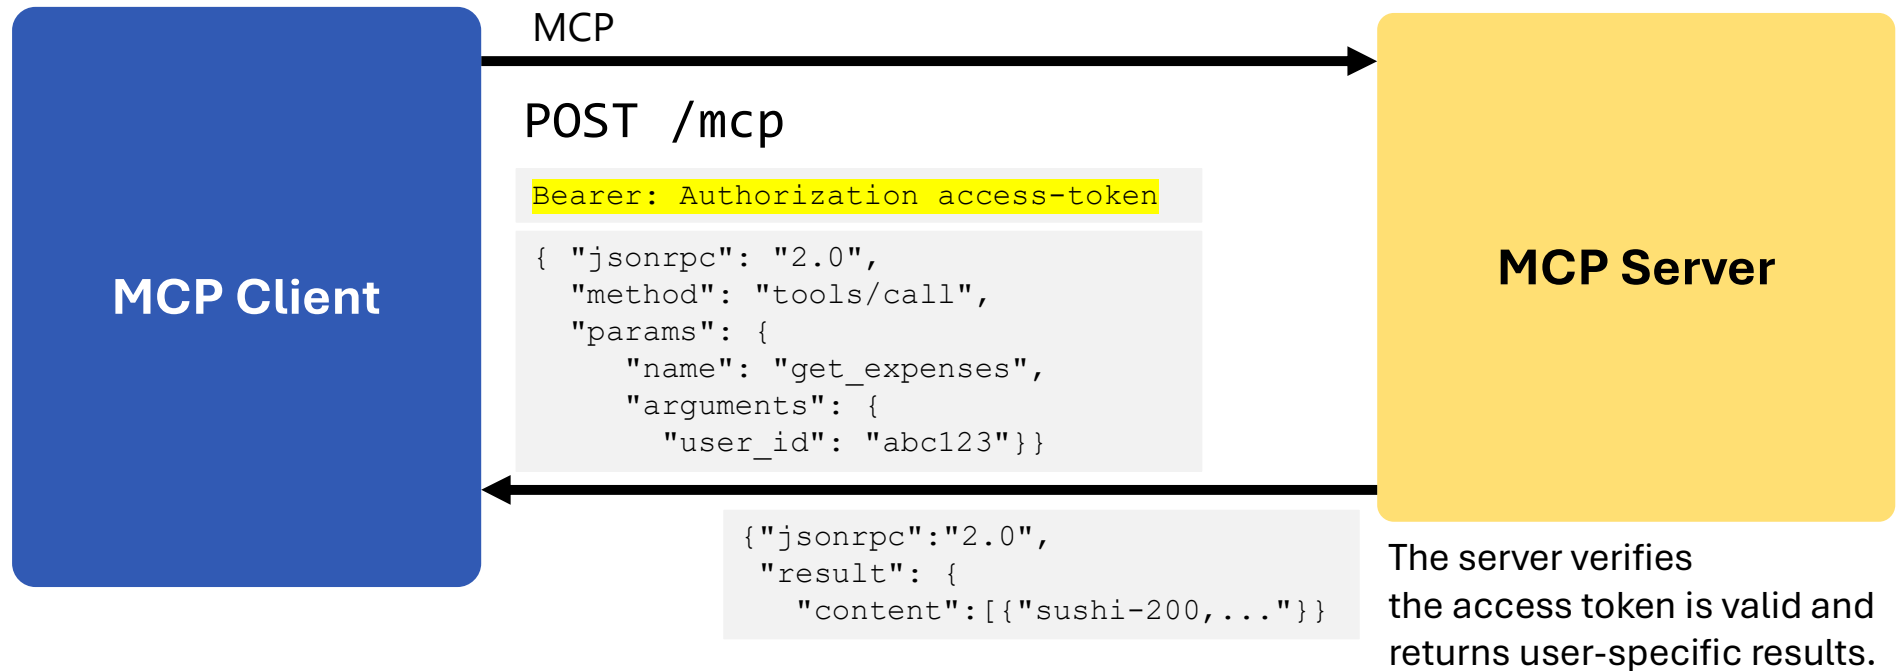 MCP
POST /mcp
Bearer: Authorization access-token
{ "jsonrpc": "2.0",
"method": "tools/call",
"params": {
"name": "get_expenses",
"arguments": {
"user_id": "abc123"}}
MCP Client
MCP Server
{"jsonrpc":"2.0",
"result": {
"content":[{"sushi-200,..."}}
The server verifies
the access token is valid and
returns user-specific results.